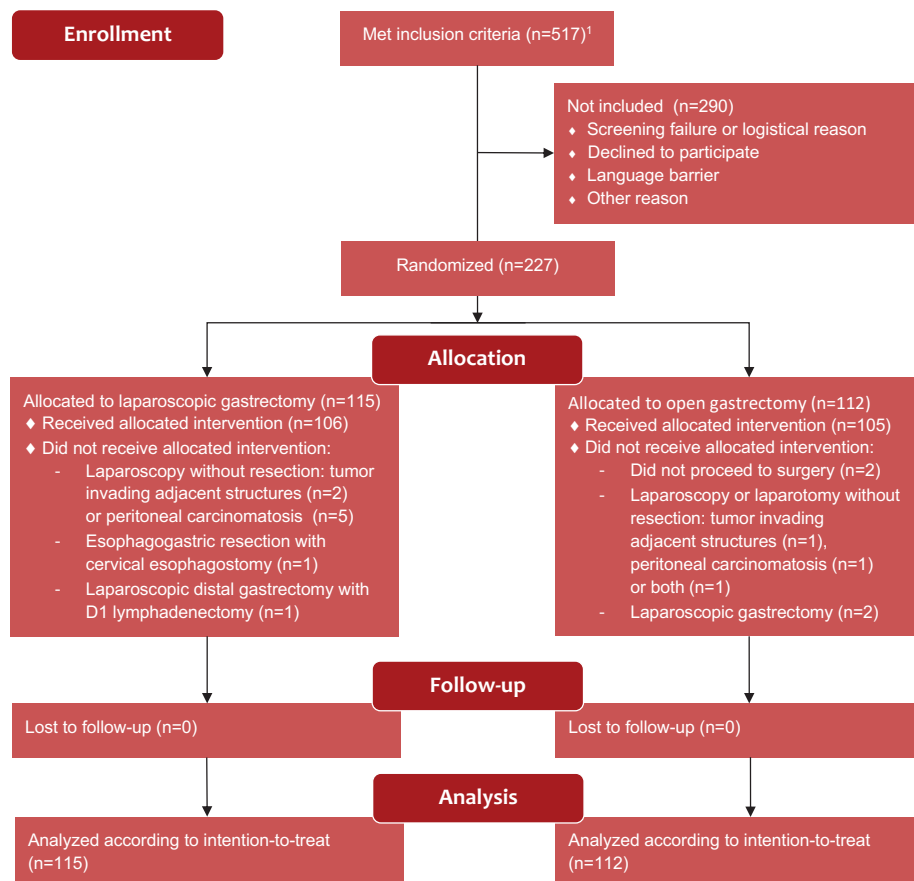 Enrollment
Met inclusion criteria (n=517)¹
Not included (n=290)
♦ Screening failure or logistical reason
♦ Declined to participate
♦ Language barrier
♦ Other reason
Randomized (n=227)
Allocation
Allocated to laparoscopic gastrectomy (n=115)
♦ Received allocated intervention (n=106)
♦ Did not receive allocated intervention:
- Laparoscopy without resection: tumor
invading adjacent structures (n=2)
or peritoneal carcinomatosis (n=5)
- Esophagogastric resection with
cervical esophagostomy (n=1)
- Laparoscopic distal gastrectomy with
D1 lymphadenectomy (n=1)
Allocated to open gastrectomy (n=112)
♦ Received allocated intervention (n=105)
♦ Did not receive allocated intervention:
- Did not proceed to surgery (n=2)
- Laparoscopy or laparotomy without
resection: tumor invading
adjacent structures (n=1),
peritoneal carcinomatosis (n=1)
or both (n=1)
- Laparoscopic gastrectomy (n=2)
Follow-up
Lost to follow-up (n=0)
Lost to follow-up (n=0)
Analysis
Analyzed according to intention-to-treat
(n=115)
Analyzed according to intention-to-treat
(n=112)